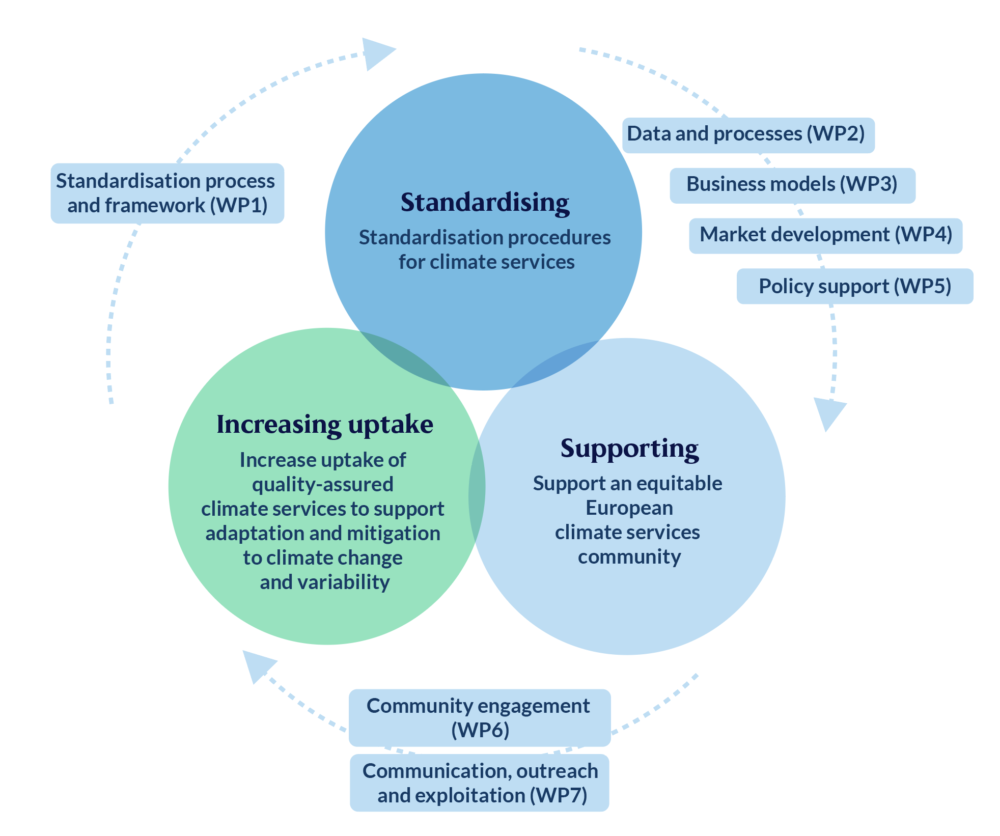 Standardisation process
and framework (WP1)
Data and processes (WP2)
Business models (WP3)
Market development (WP4)
Policy support (WP5)
Standardising
Standardisation procedures
for climate services
Increasing uptake
Increase uptake of
quality-assured
climate services to support
adaptation and mitigation
to climate change
and variability
Supporting
Support an equitable
European
climate services
community
Community engagement
(WP6)
Communication, outreach
and exploitation (WP7)